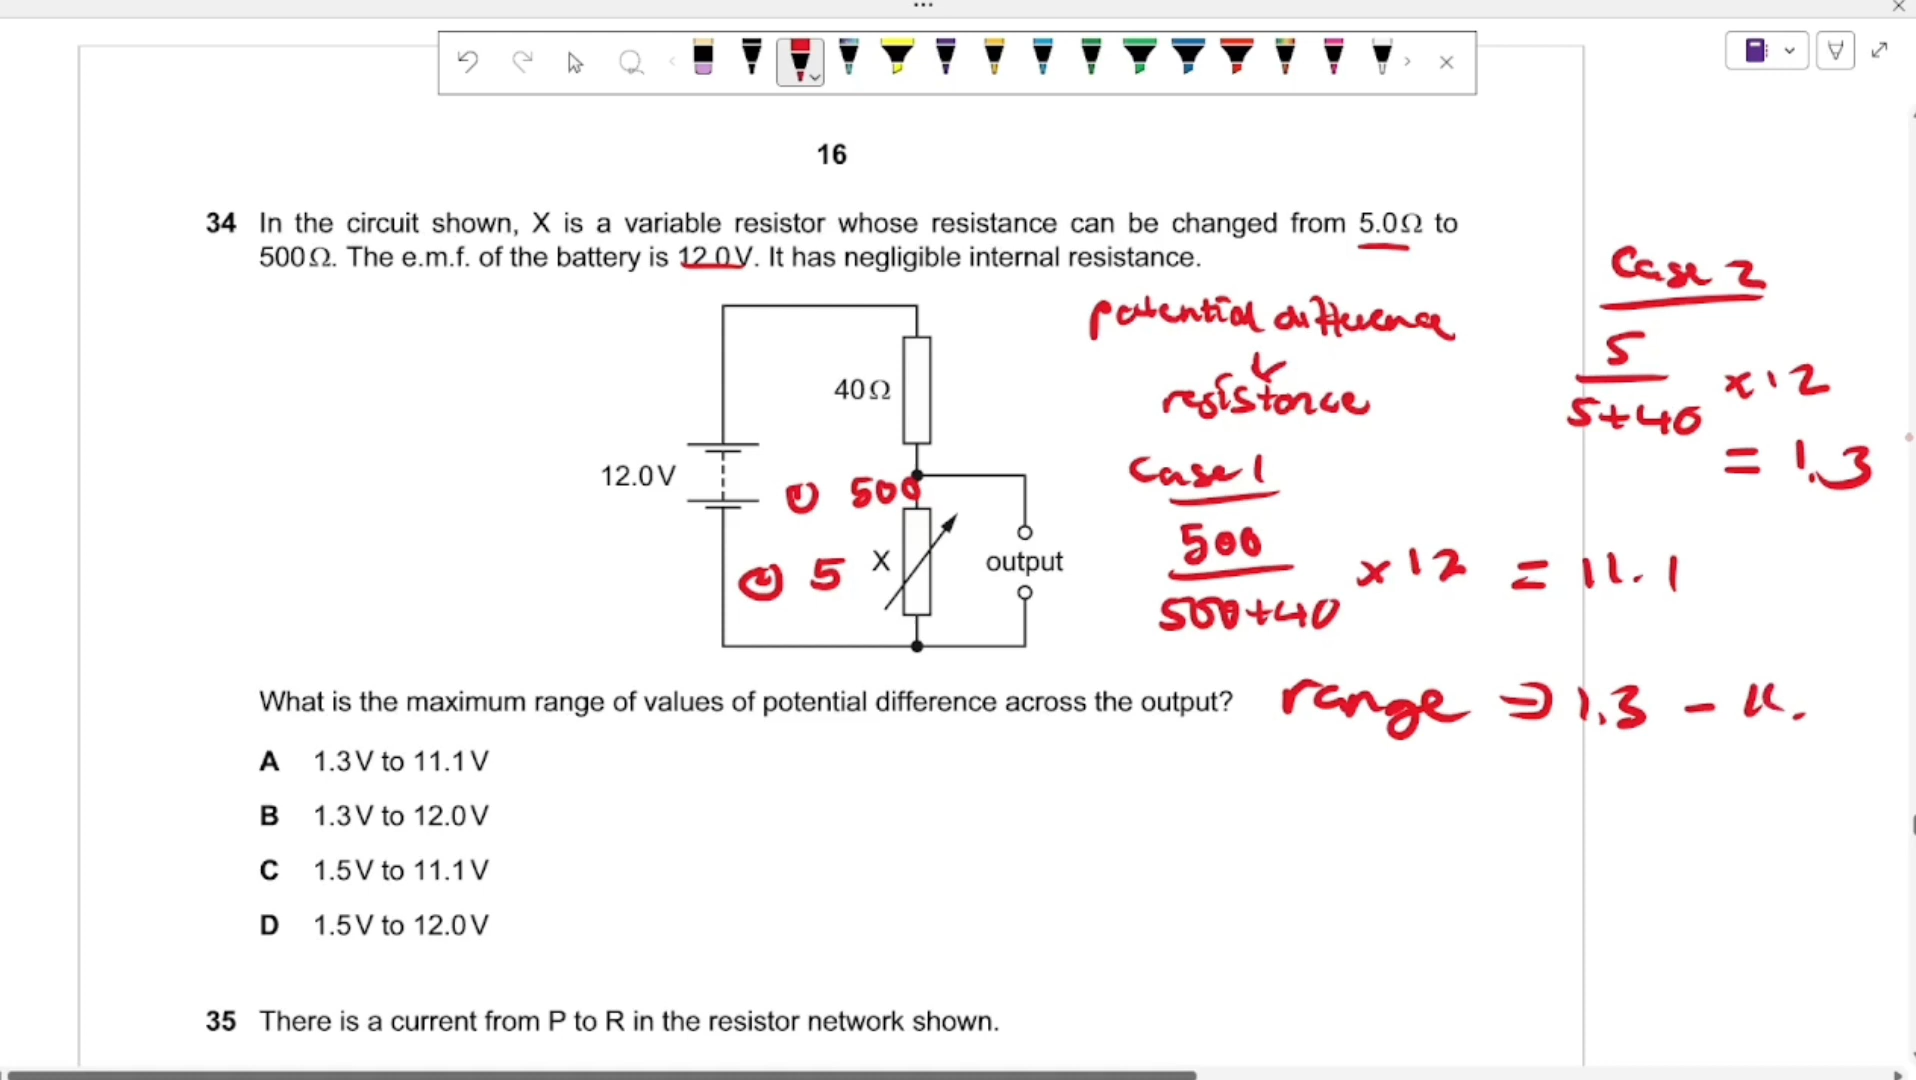 16
34 In the circuit shown, X is a variable resistor whose resistance can be changed from 5.0Ω to
500Ω. The e.m.f. of the battery is 12.0V. It has negligible internal resistance.
Case 2
potential difference
resistance
5
5+40
×12
= 1.3
40Ω
12.0V
① 500
② 5
X
output
Case 1
500
500+40
×12 = 11.1
What is the maximum range of values of potential difference across the output?
range ⇒ 1.3 – 11.
A 1.3V to 11.1V
B 1.3V to 12.0V
C 1.5V to 11.1V
D 1.5V to 12.0V
35 There is a current from P to R in the resistor network shown.